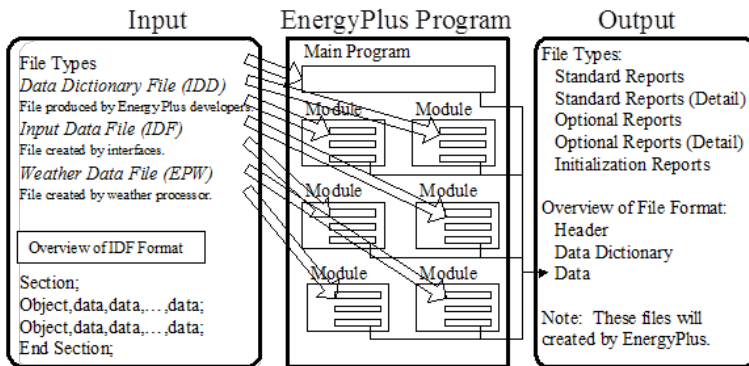 Input
EnergyPlus Program
Output
File Types
Data Dictionary File (IDD)
File produced by EnergyPlus developers.
Input Data File (IDF)
File created by interfaces.
Weather Data File (EPW)
File created by weather processor.
Overview of IDF Format
Section;
Object,data,data,…,data;
Object,data,data,…,data;
End Section;
Main Program
Module
Module
Module
Module
Module
Module
File Types:
Standard Reports
Standard Reports (Detail)
Optional Reports
Optional Reports (Detail)
Initialization Reports
Overview of File Format:
Header
Data Dictionary
Data
Note: These files will
created by EnergyPlus.